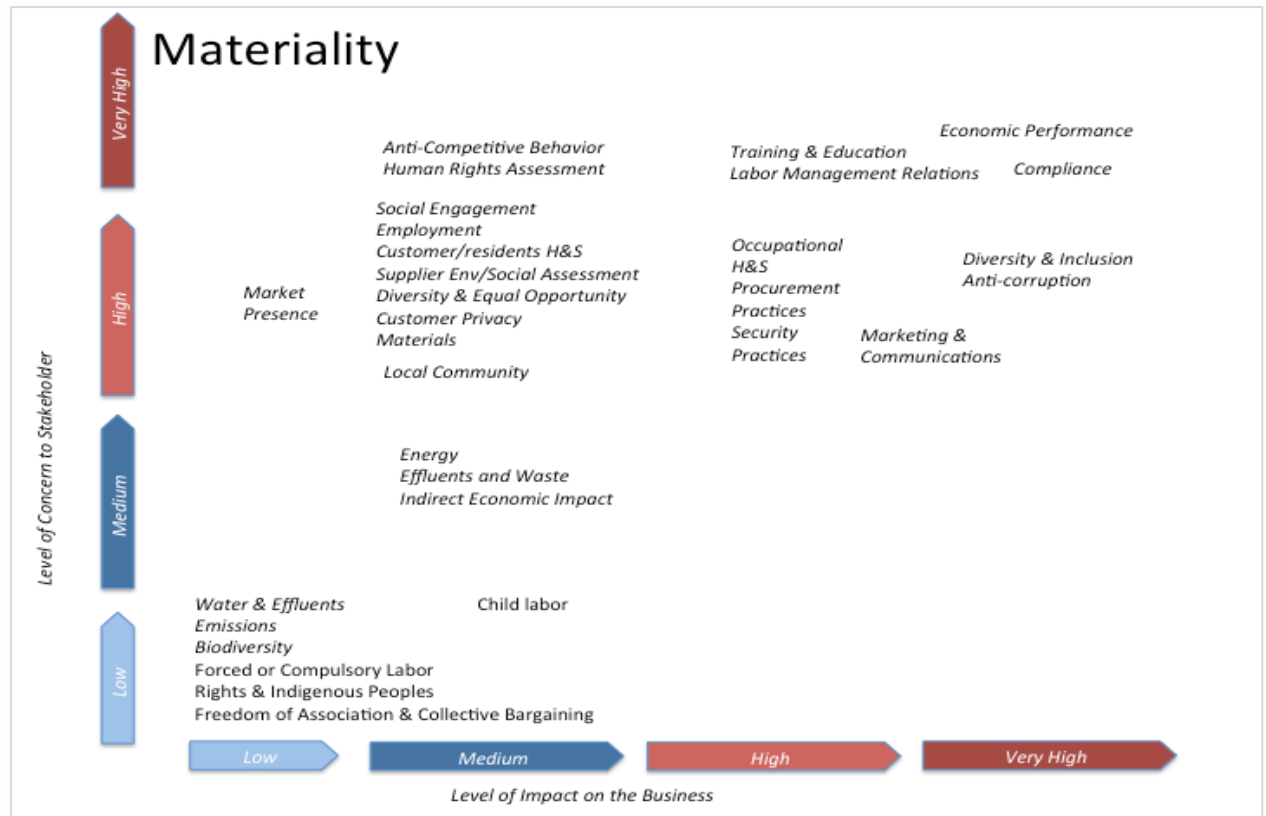 Materiality
Very High
Anti-Competitive Behavior
Human Rights Assessment
Training & Education
Labor Management Relations
Economic Performance
Compliance
High
Market
Presence
Social Engagement
Employment
Customer/residents H&S
Supplier Env/Social Assessment
Diversity & Equal Opportunity
Customer Privacy
Materials
Local Community
Occupational
H&S
Procurement
Practices
Security
Practices
Marketing &
Communications
Diversity & Inclusion
Anti-corruption
Level of Concern to Stakeholder
Medium
Energy
Effluents and Waste
Indirect Economic Impact
Low
Water & Effluents
Emissions
Biodiversity
Forced or Compulsory Labor
Rights & Indigenous Peoples
Freedom of Association & Collective Bargaining
Child labor
Low
Medium
High
Very High
Level of Impact on the Business